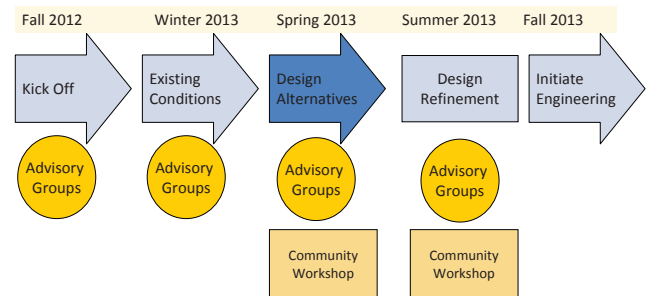 Fall 2012 Winter 2013 Spring 2013 Summer 2013 Fall 2013
Kick Off
Existing
Conditions
Design
Alternatives
Design
Refinement
Initiate
Engineering
Advisory
Groups
Advisory
Groups
Advisory
Groups
Advisory
Groups
Community
Workshop
Community
Workshop